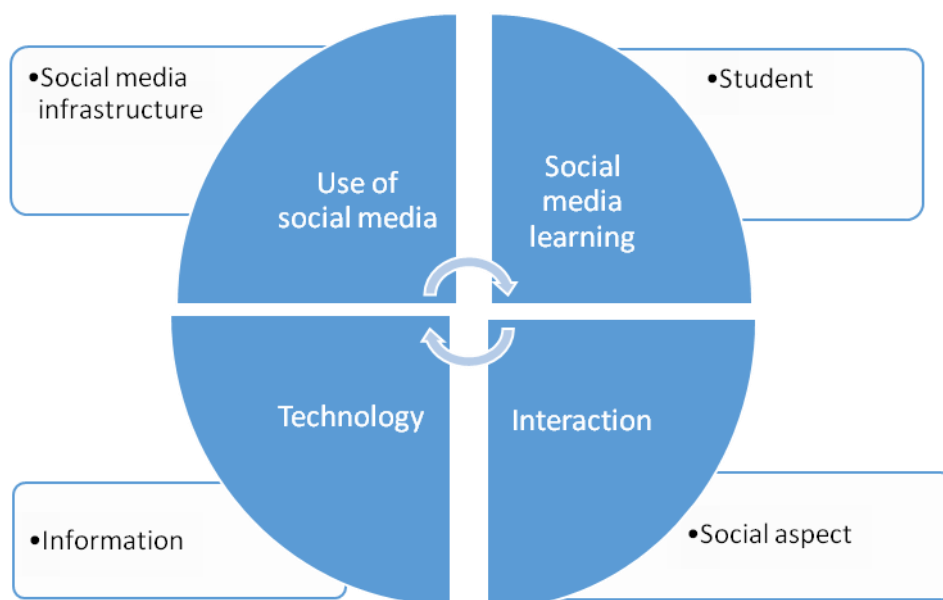 •Social media
infrastructure
•Student
Use of
social media
Social
media
learning
Technology
Interaction
•Information
•Social aspect